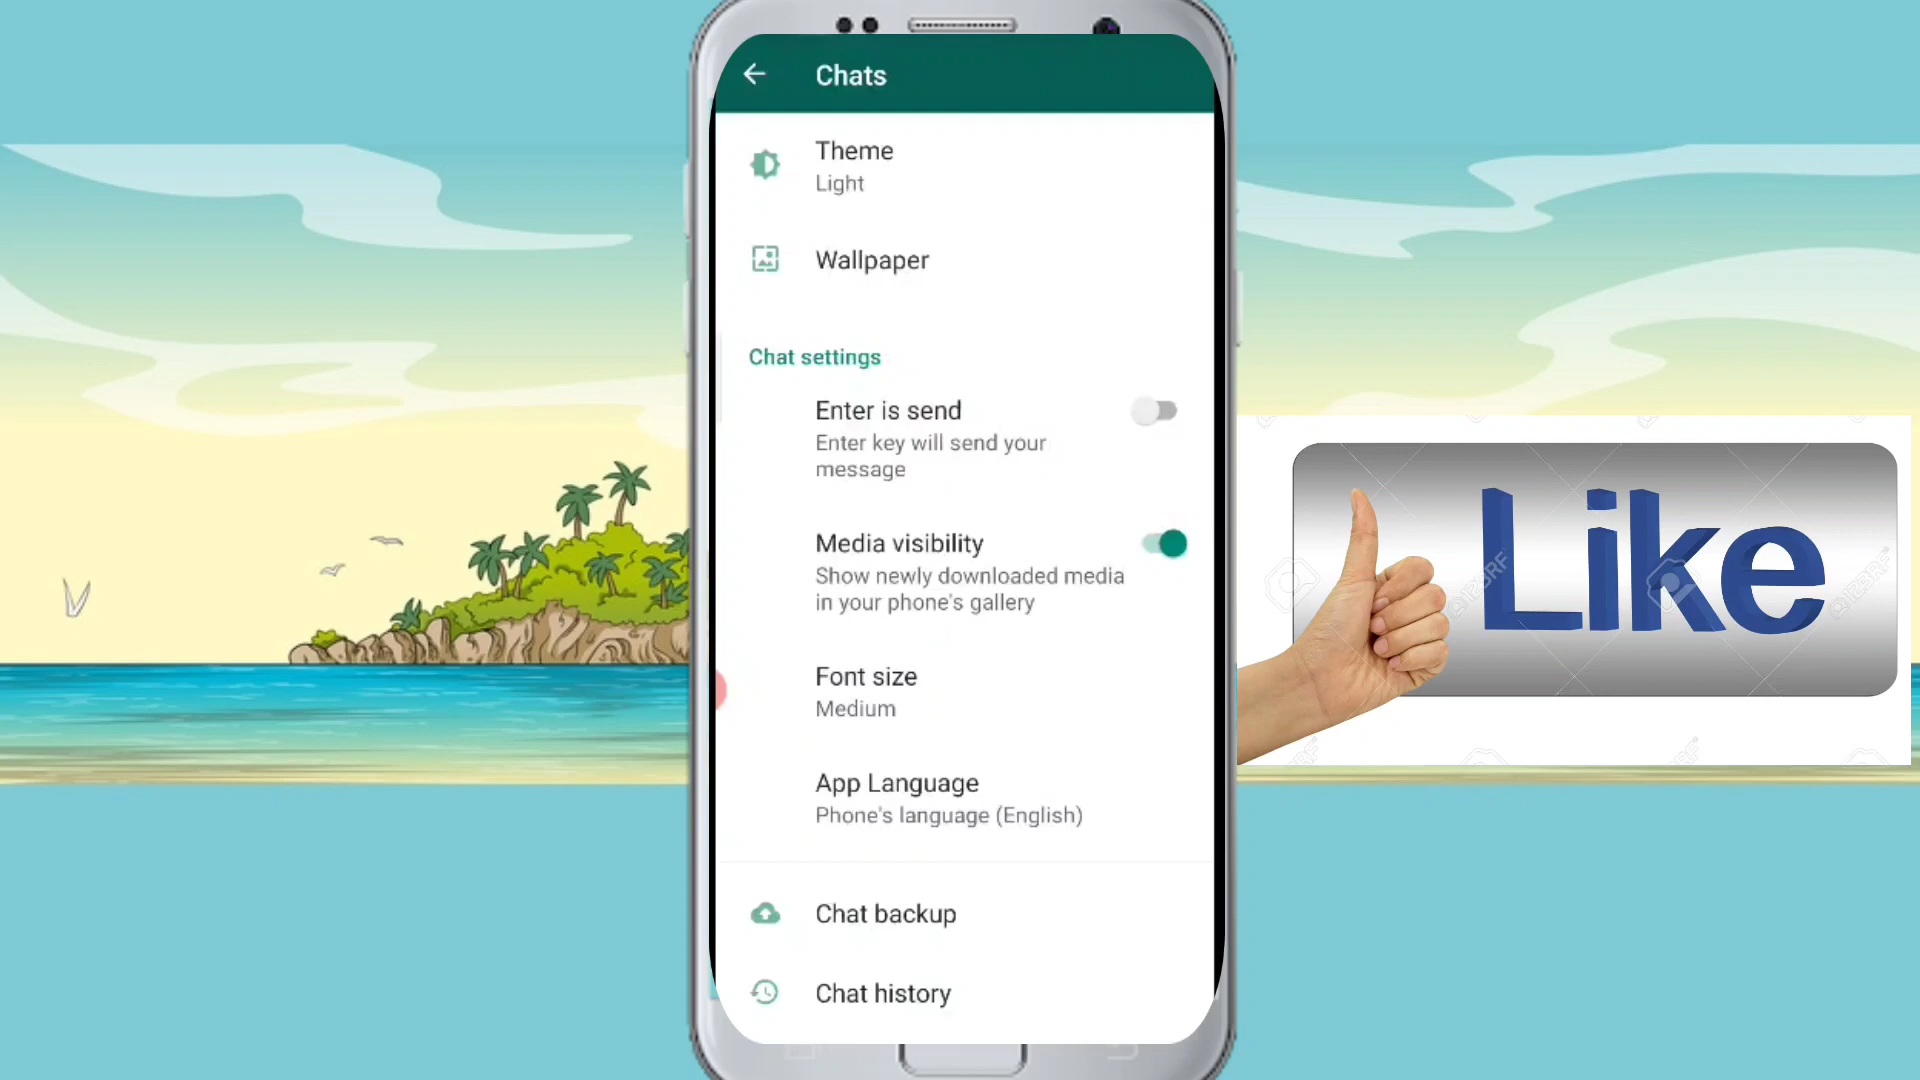 Chats
Theme
Light
Wallpaper
Chat settings
Enter is send
Enter key will send your
message
Media visibility
Show newly downloaded media
in your phone's gallery
Font size
Medium
App Language
Phone's language (English)
Chat backup
Chat history
Like
123RF
123RF